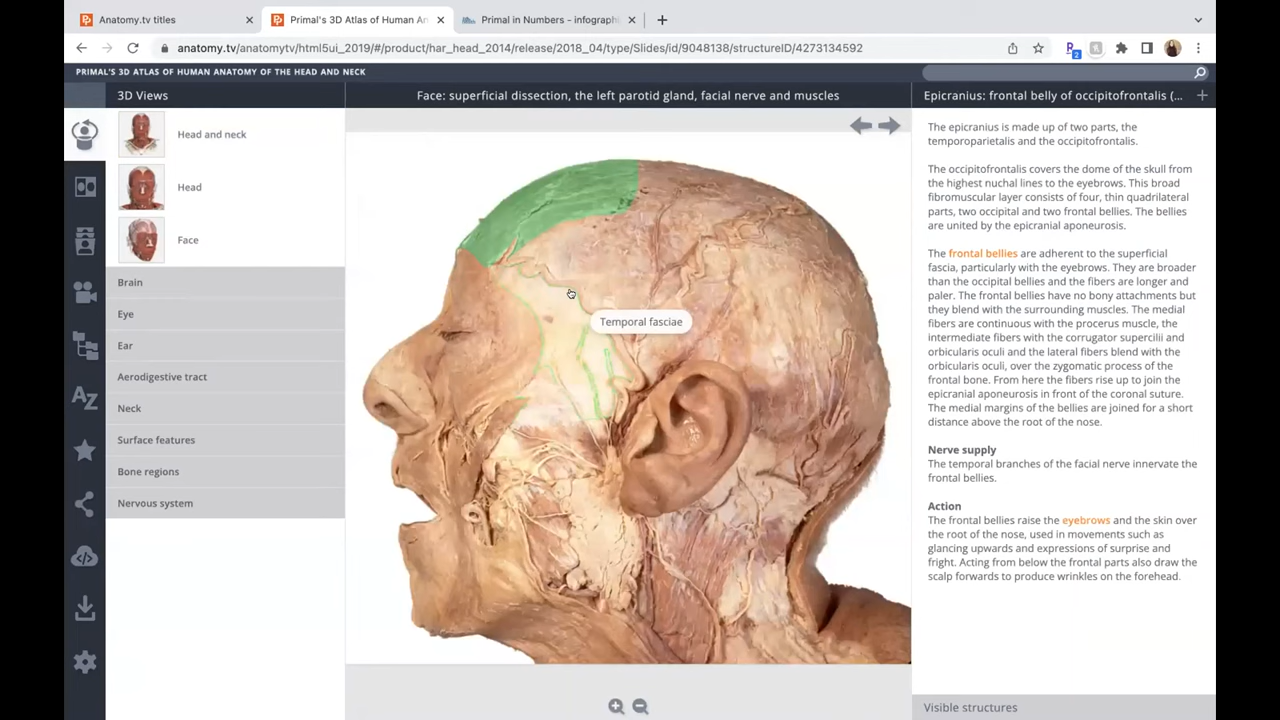 Anatomy.tv titles
Primal's 3D Atlas of Human An
Primal in Numbers - infographi
anatomy.tv/anatomytv/html5ui_2019/#/product/har_head_2014/release/2018_04/type/Slides/id/9048138/structureID/4273134592
2
PRIMAL'S 3D ATLAS OF HUMAN ANATOMY OF THE HEAD AND NECK
3D Views
Head and neck
Head
Face
Brain
Eye
Ear
Aerodigestive tract
Neck
Surface features
Bone regions
Nervous system
AZ
Face: superficial dissection, the left parotid gland, facial nerve and muscles
Temporal fasciae
Epicranius: frontal belly of occipitofrontalis (...
The epicranius is made up of two parts, the
temporoparietalis and the occipitofrontalis.
The occipitofrontalis covers the dome of the skull from
the highest nuchal lines to the eyebrows. This broad
fibromuscular layer consists of four, thin quadrilateral
parts, two occipital and two frontal bellies. The bellies
are united by the epicranial aponeurosis.
The frontal bellies are adherent to the superficial
fascia, particularly with the eyebrows. They are broader
than the occipital bellies and the fibers are longer and
paler. The frontal bellies have no bony attachments but
they blend with the surrounding muscles. The medial
fibers are continuous with the procerus muscle, the
intermediate fibers with the corrugator supercilii and
orbicularis oculi and the lateral fibers blend with the
orbicularis oculi, over the zygomatic process of the
frontal bone. From here the fibers rise up to join the
epicranial aponeurosis in front of the coronal suture.
The medial margins of the bellies are joined for a short
distance above the root of the nose.
Nerve supply
The temporal branches of the facial nerve innervate the
frontal bellies.
Action
The frontal bellies raise the eyebrows and the skin over
the root of the nose, used in movements such as
glancing upwards and expressions of surprise and
fright. Acting from below the frontal parts also draw the
scalp forwards to produce wrinkles on the forehead.
Visible structures